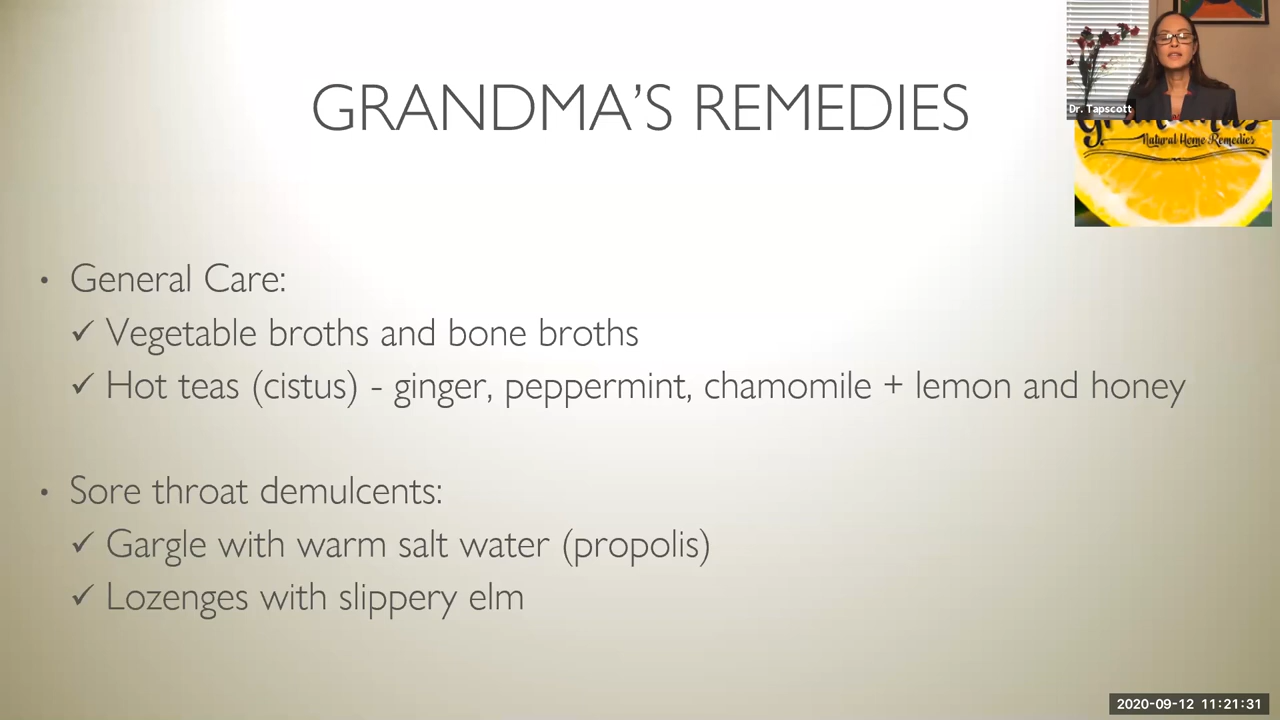 GRANDMA'S REMEDIES
Dr. Tapscott
Natural Home Remedies
• General Care:
✓ Vegetable broths and bone broths
✓ Hot teas (cistus) - ginger, peppermint, chamomile + lemon and honey
• Sore throat demulcents:
✓ Gargle with warm salt water (propolis)
✓ Lozenges with slippery elm
2020-09-12 11:21:31